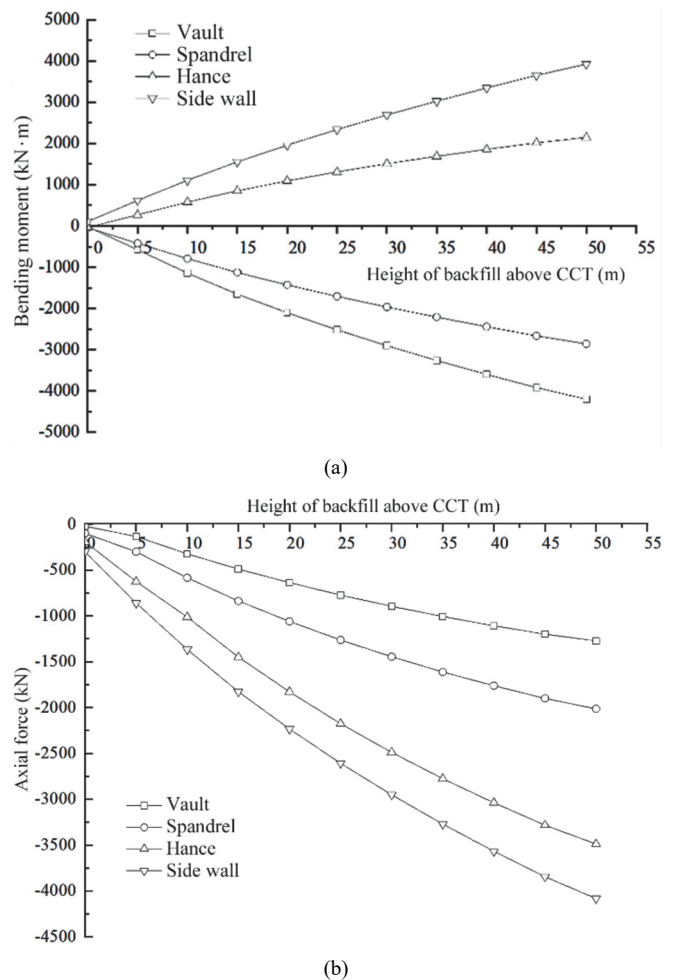 5000
4000
3000
2000
1000
0
-1000
-2000
-3000
-4000
-5000
Bending moment (kN·m)
Vault
Spandrel
Hance
Side wall
0 5 10 15 20 25 30 35 40 45 50 55
Height of backfill above CCT (m)
(a)
Height of backfill above CCT (m)
0 5 10 15 20 25 30 35 40 45 50 55
0
-500
-1000
-1500
-2000
-2500
-3000
-3500
-4000
-4500
Axial force (kN)
Vault
Spandrel
Hance
Side wall
(b)